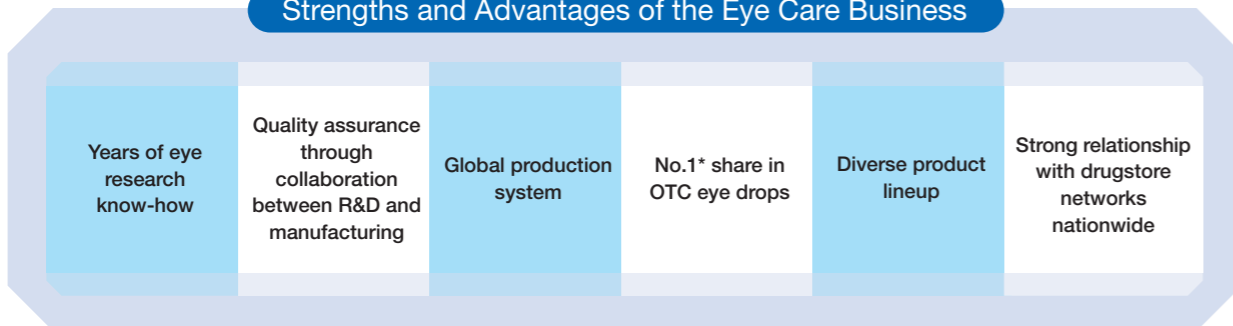 Strengths and Advantages of the Eye Care Business
Years of eye
research
know-how
Quality assurance
through
collaboration
between R&D and
manufacturing
Global production
system
No.1* share in
OTC eye drops
Diverse product
lineup
Strong relationship
with drugstore
networks
nationwide